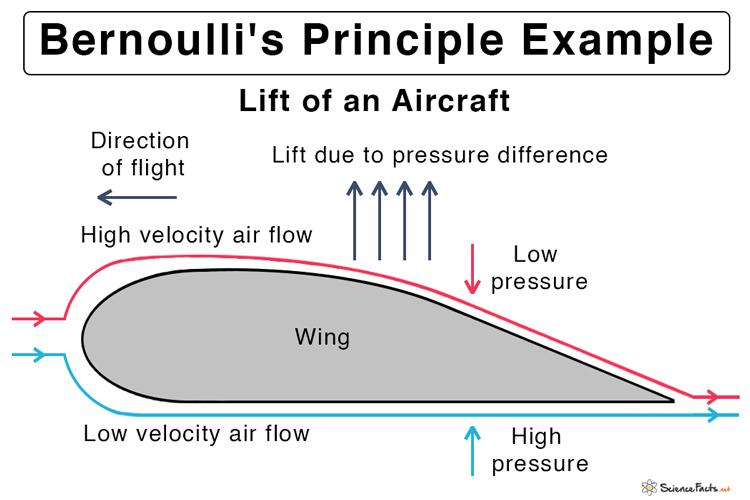 Bernoulli's Principle Example
Lift of an Aircraft
Direction
of flight
Lift due to pressure difference
High velocity air flow
Low
pressure
Wing
Low velocity air flow
High
pressure
ScienceFacts.net